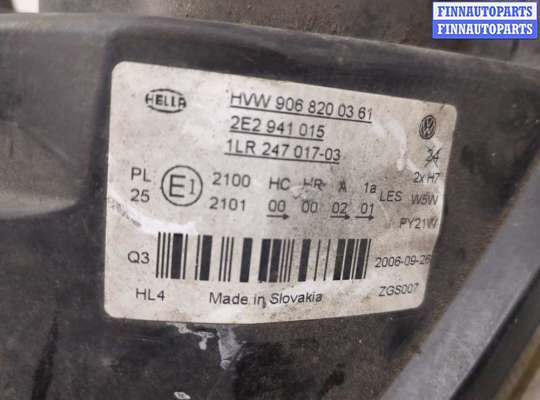 FINNAUTOPARTS
FINNAUTOPARTS
HELLA
HVW 906 820 03 61
2E2 941 015
1LR 247 017-03
24
2x H7
PL 25
E1
2100 HC HR A 1a
2101 00 00 02 01
LES W5W
PY21W
Q3
2006-09-26
HL4
Made in Slovakia
ZGS007